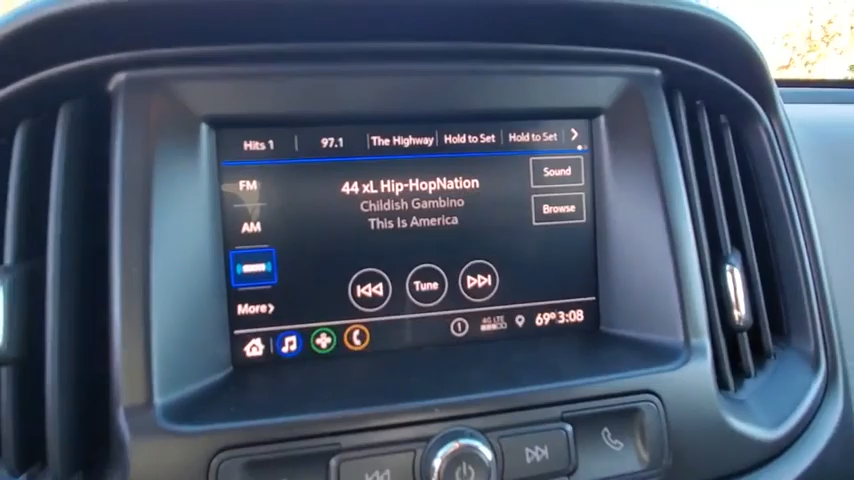 Hits 1 97.1 The Highway Hold to Set Hold to Set
FM
44 xL Hip-HopNation
Sound
Childish Gambino
Browse
AM
This is America
Tune
More
1 4G LTE 69° 3:08